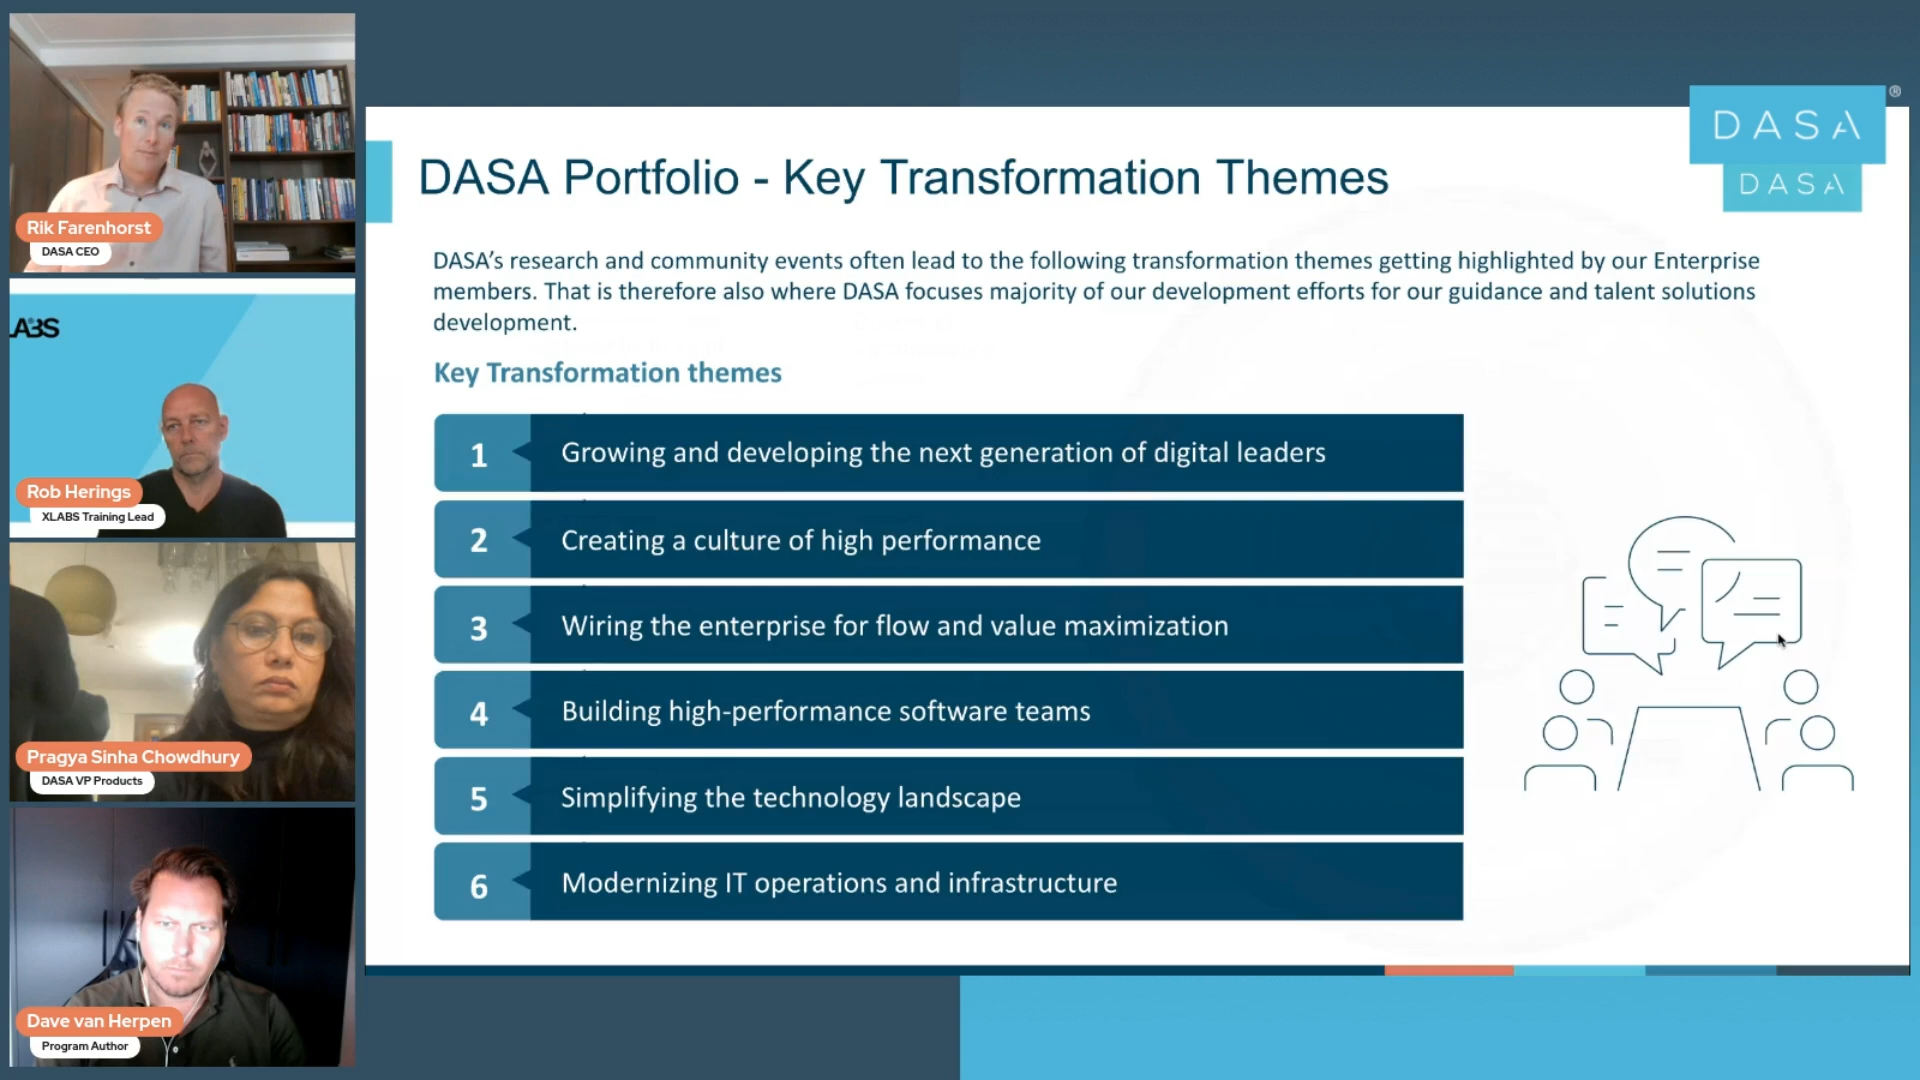 Rik Farenhorst
DASA CEO
LABS
Rob Herings
XLABS Training Lead
Pragya Sinha Chowdhury
DASA VP Products
Dave van Herpen
Program Author
DASA Portfolio - Key Transformation Themes
DASA ®
DASA
DASA’s research and community events often lead to the following transformation themes getting highlighted by our Enterprise
members. That is therefore also where DASA focuses majority of our development efforts for our guidance and talent solutions
development.
Key Transformation themes
1 Growing and developing the next generation of digital leaders
2 Creating a culture of high performance
3 Wiring the enterprise for flow and value maximization
4 Building high-performance software teams
5 Simplifying the technology landscape
6 Modernizing IT operations and infrastructure